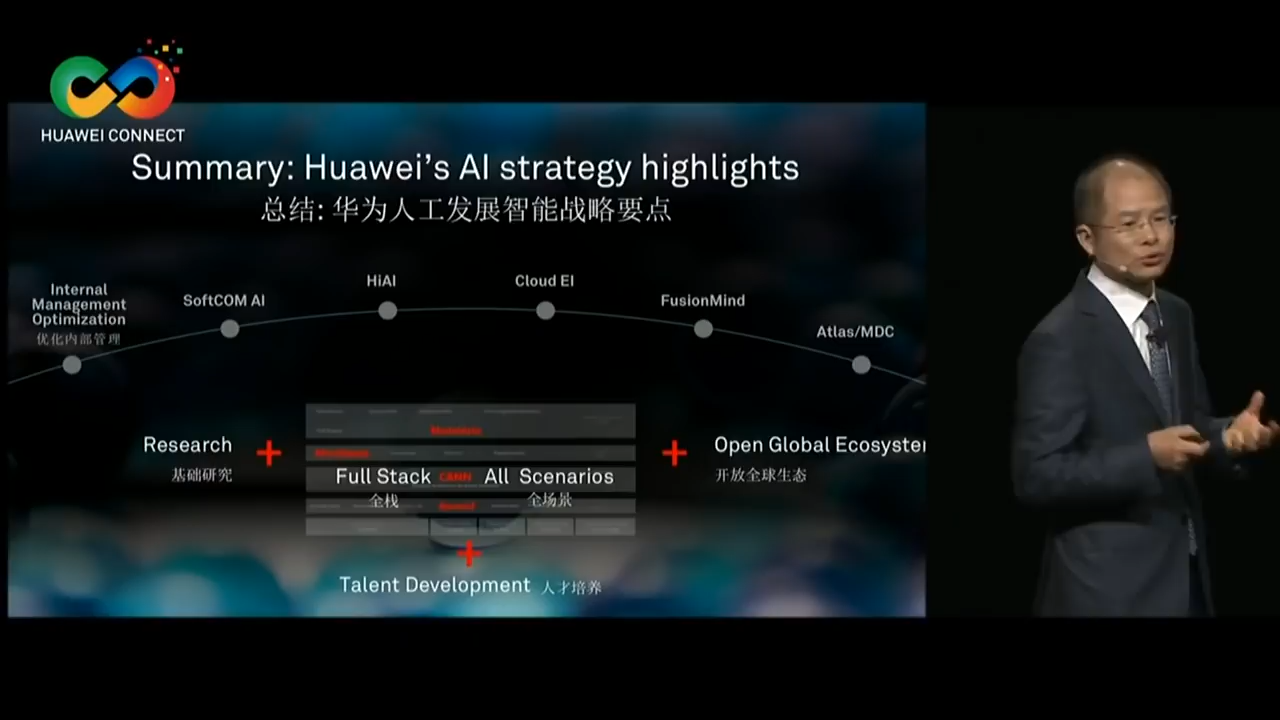 HUAWEI CONNECT
Summary: Huawei's AI strategy highlights
总结: 华为人工发展智能战略要点
Internal
Management
Optimization
优化内部管理
SoftCOM AI
HiAI
Cloud EI
FusionMind
Atlas/MDC
Research
基础研究
+
Full Stack CANN All Scenarios
全栈 全场景
+
Open Global Ecosyste
开放全球生态
+
Talent Development 人才培养